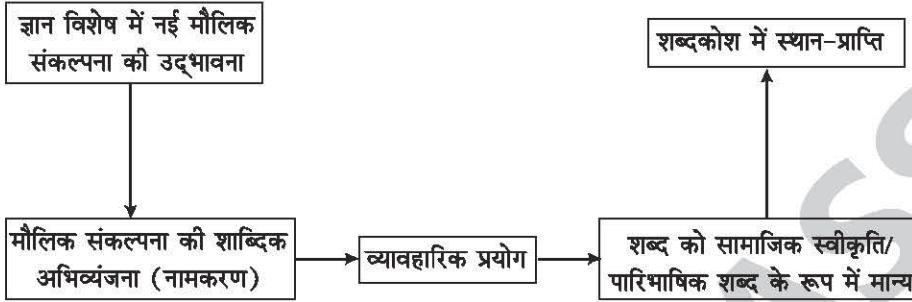 ज्ञान विशेष में नई मौलिक
संकल्पना की उद्‌भावना
मौलिक संकल्पना की शाब्दिक
अभिव्यंजना (नामकरण)
व्यावहारिक प्रयोग
शब्द को सामाजिक स्वीकृति/
पारिभाषिक शब्द के रूप में मान्य
शब्दकोश में स्थान-प्राप्ति